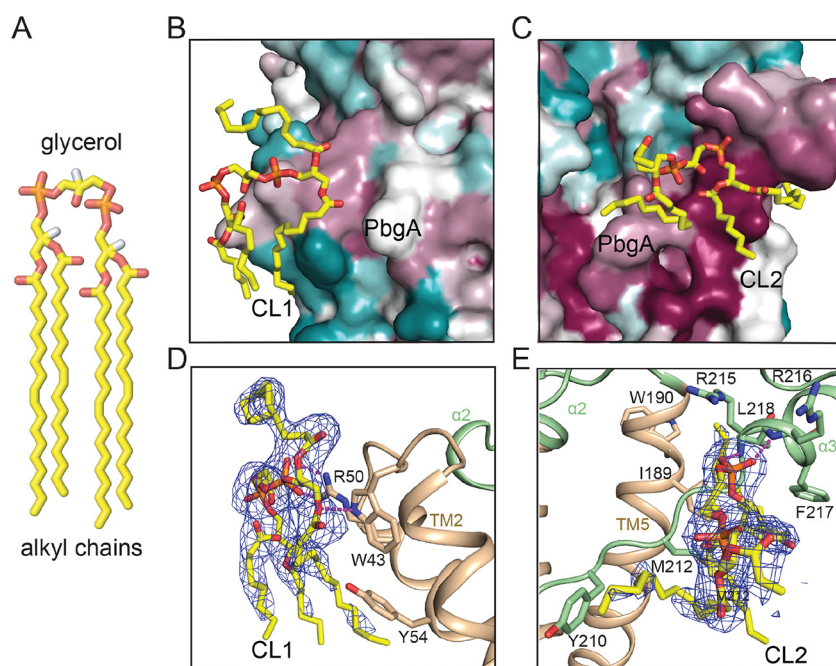 A
glycerol
alkyl chains
B
PbgA
CL1
C
PbgA
CL2
D
α2
R50
TM2
W43
Y54
CL1
E
R215
R216
α2
W190
L218
α3
I189
F217
TM5
M212
M212
Y210
CL2